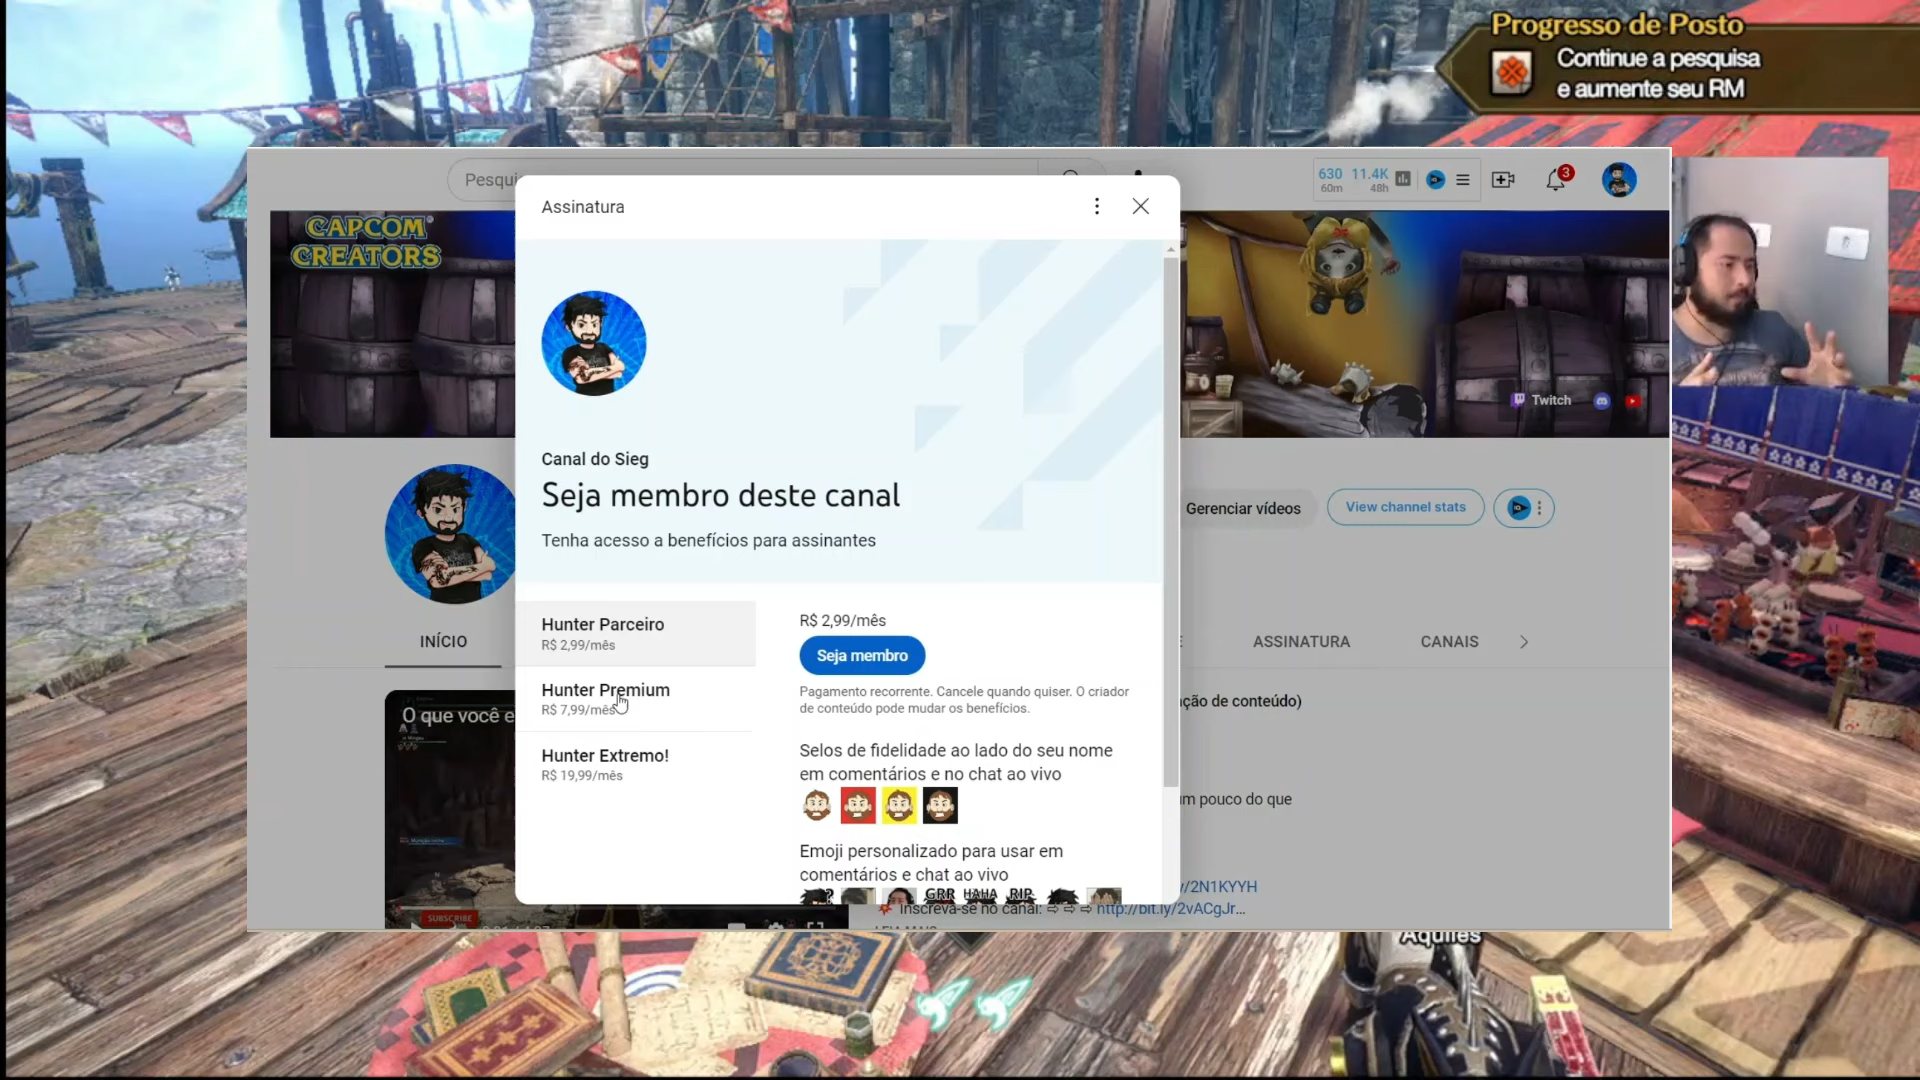 Progresso de Posto
Continue a pesquisa
e aumente seu RM
Pesqui
630 11.4K
60m 48h
3
CAPCOM
CREATORS
Assinatura
Twitch
Canal do Sieg
Seja membro deste canal
Tenha acesso a benefícios para assinantes
Gerenciar vídeos
View channel stats
INÍCIO
ASSINATURA
CANAIS
Hunter Parceiro
R$ 2,99/mês
Hunter Premium
R$ 7,99/mês
Hunter Extremo!
R$ 19,99/mês
R$ 2,99/mês
Seja membro
Pagamento recorrente. Cancele quando quiser. O criador
de conteúdo pode mudar os benefícios.
Selos de fidelidade ao lado do seu nome
em comentários e no chat ao vivo
Emoji personalizado para usar em
comentários e chat ao vivo
GRR HAHA RIP
O que você e
SUBSCRIBE
ção de conteúdo)
m pouco do que
y/2N1KYYH
Inscreva-se no canal: ⇨ ⇨ ⇨ http://bit.ly/2vACgJr...
LEIA MAIS
Aquiles